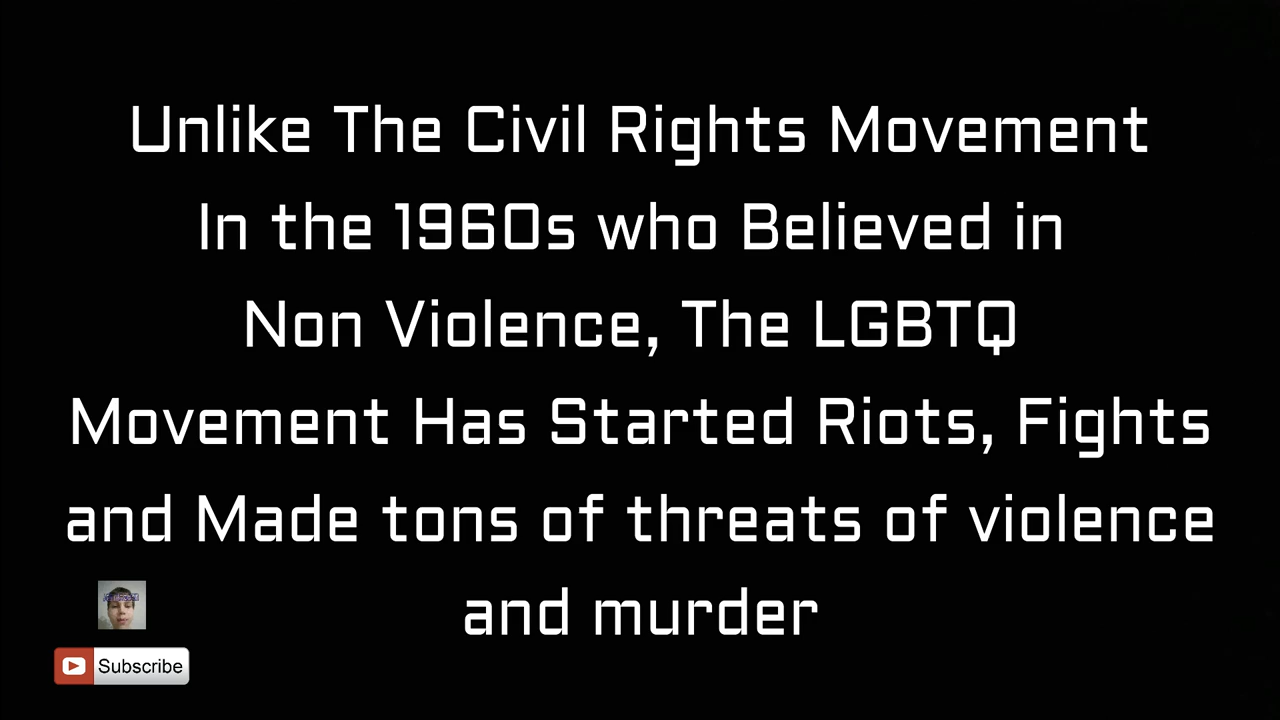 Unlike The Civil Rights Movement
In the 1960s who Believed in
Non Violence, The LGBTQ
Movement Has Started Riots, Fights
and Made tons of threats of violence
and murder
Subscribe